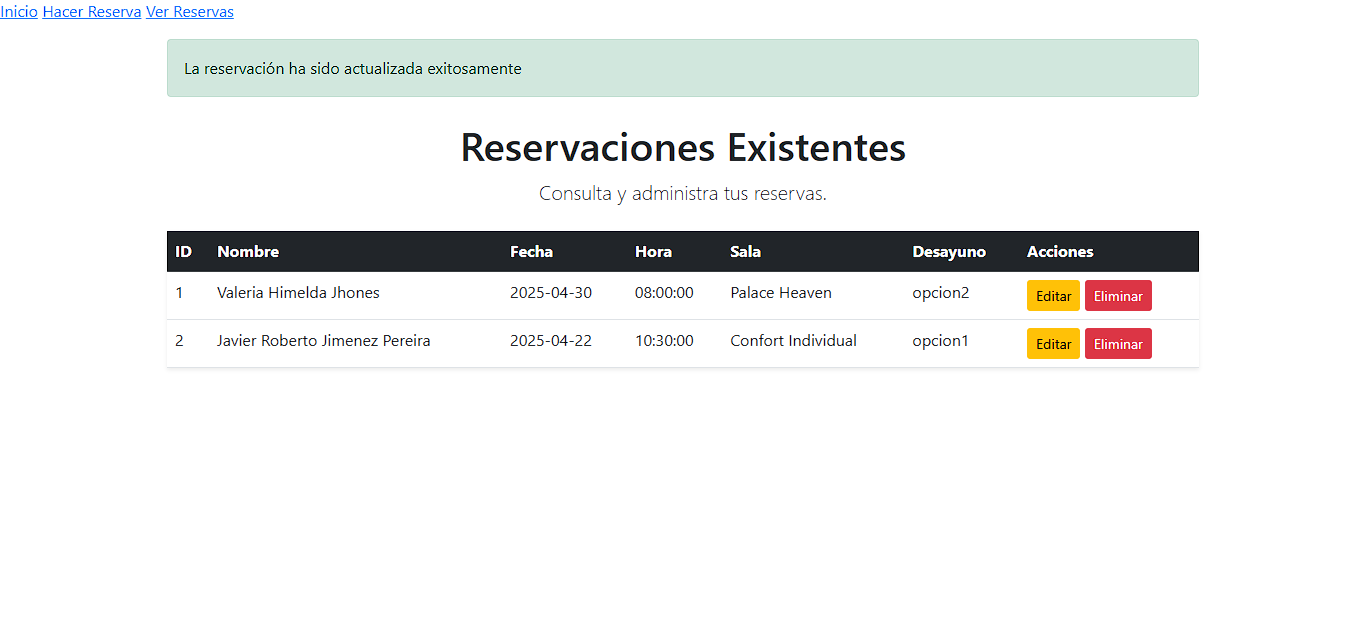 Inicio Hacer Reserva Ver Reservas
La reservación ha sido actualizada exitosamente
Reservaciones Existentes
Consulta y administra tus reservas.
ID Nombre Fecha Hora Sala Desayuno Acciones
1 Valeria Himelda Jhones 2025-04-30 08:00:00 Palace Heaven opcion2 Editar Eliminar
2 Javier Roberto Jimenez Pereira 2025-04-22 10:30:00 Confort Individual opcion1 Editar Eliminar